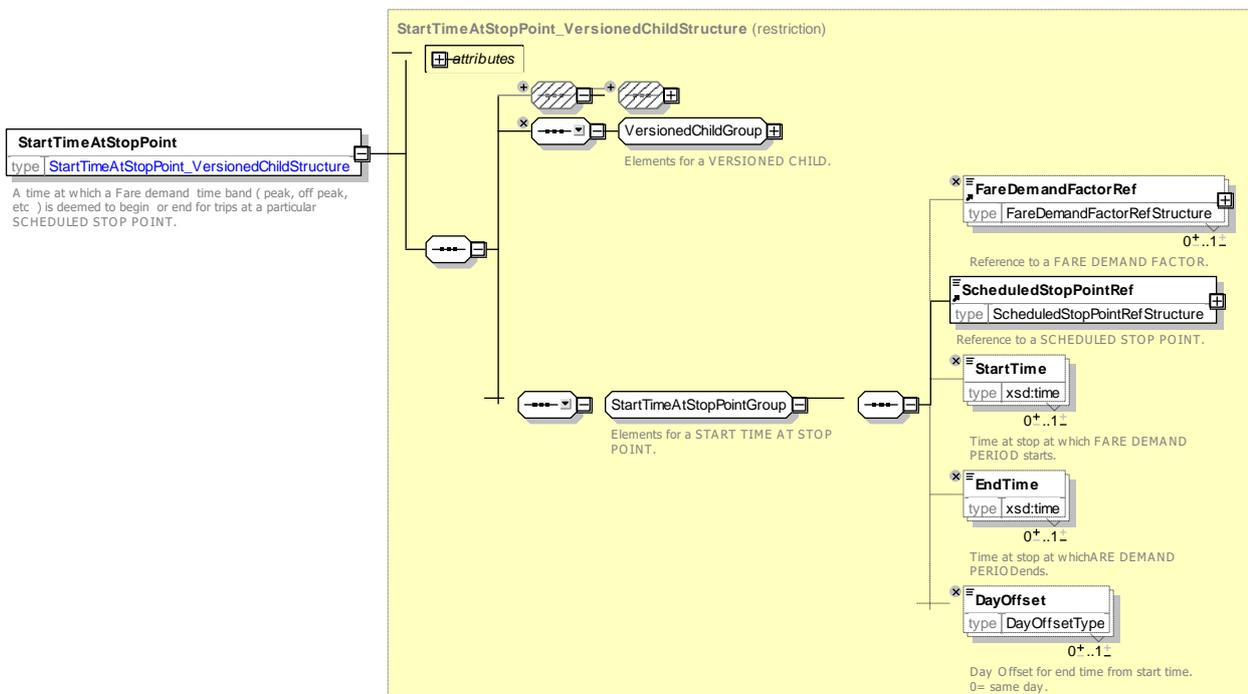 StartTimeAtStopPoint_VersionedChildStructure (restriction)
attributes
StartTimeAtStopPoint
type StartTimeAtStopPoint_VersionedChildStructure
A time at which a Fare demand time band ( peak, off peak,
etc ) is deemed to begin or end for trips at a particular
SCHEDULED STOP POINT.
VersionedChildGroup
Elements for a VERSIONED CHILD.
StartTimeAtStopPointGroup
Elements for a START TIME AT STOP
POINT.
FareDemandFactorRef
type FareDemandFactorRefStructure
0..1
Reference to a FARE DEMAND FACTOR.
ScheduledStopPointRef
type ScheduledStopPointRefStructure
Reference to a SCHEDULED STOP POINT.
StartTime
type xsd:time
0..1
Time at stop at which FARE DEMAND
PERIOD starts.
EndTime
type xsd:time
0..1
Time at stop at whichARE DEMAND
PERIODends.
DayOffset
type DayOffsetType
0..1
Day Offset for end time from start time.
0= same day.